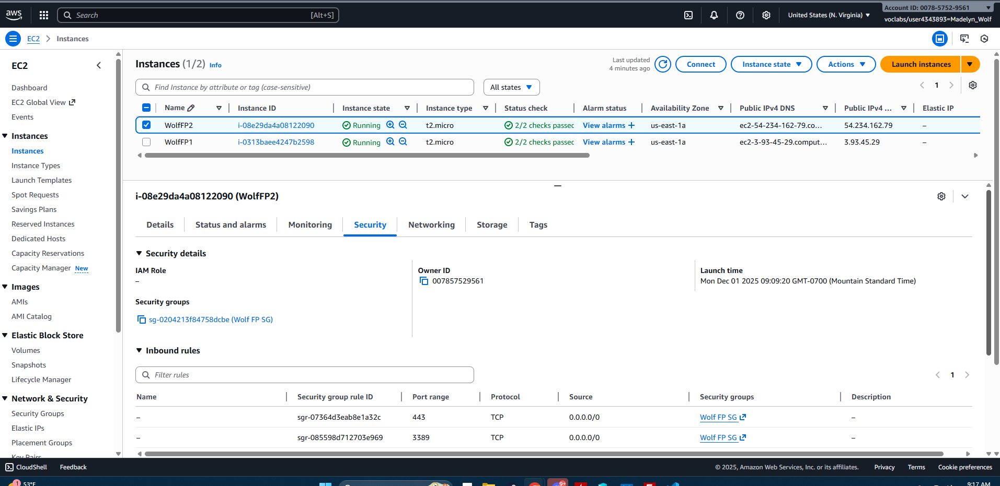 aws
Search
[Alt+S]
United States (N. Virginia)
Account ID: 0078-5752-9561
voclabs/user4343893=Madelyn_Wolf
EC2
Instances
EC2
Dashboard
EC2 Global View
Events
Instances
Instances
Instance Types
Launch Templates
Spot Requests
Savings Plans
Reserved Instances
Dedicated Hosts
Capacity Reservations
Capacity Manager New
Images
AMIs
AMI Catalog
Elastic Block Store
Volumes
Snapshots
Lifecycle Manager
Network & Security
Security Groups
Elastic IPs
Placement Groups
Key Pairs
Instances (1/2) Info
Last updated
4 minutes ago
Connect
Instance state
Actions
Launch instances
Find Instance by attribute or tag (case-sensitive)
All states
1
Name Instance ID Instance state Instance type Status check Alarm status Availability Zone Public IPv4 DNS Public IPv4 ... Elastic IP
WolfFP2 i-08e29da4a08122090 Running t2.micro 2/2 checks passec View alarms + us-east-1a ec2-54-234-162-79.co... 54.234.162.79 –
WolfFP1 i-0313baee4247b2598 Running t2.micro 2/2 checks passec View alarms + us-east-1a ec2-3-93-45-29.comput... 3.93.45.29 –
i-08e29da4a08122090 (WolfFP2)
Details Status and alarms Monitoring Security Networking Storage Tags
Security details
IAM Role
–
Owner ID
007857529561
Launch time
Mon Dec 01 2025 09:09:20 GMT-0700 (Mountain Standard Time)
Security groups
sg-0204213f84758dcbe (Wolf FP SG)
Inbound rules
Filter rules
1
Name Security group rule ID Port range Protocol Source Security groups Description
– sgr-07364d3eab8e1a32c 443 TCP 0.0.0.0/0 Wolf FP SG –
– sgr-085598d712703e969 3389 TCP 0.0.0.0/0 Wolf FP SG –
CloudShell Feedback
© 2025, Amazon Web Services, Inc. or its affiliates. Privacy Terms Cookie preferences
1
53°F
9+
9:17 AM